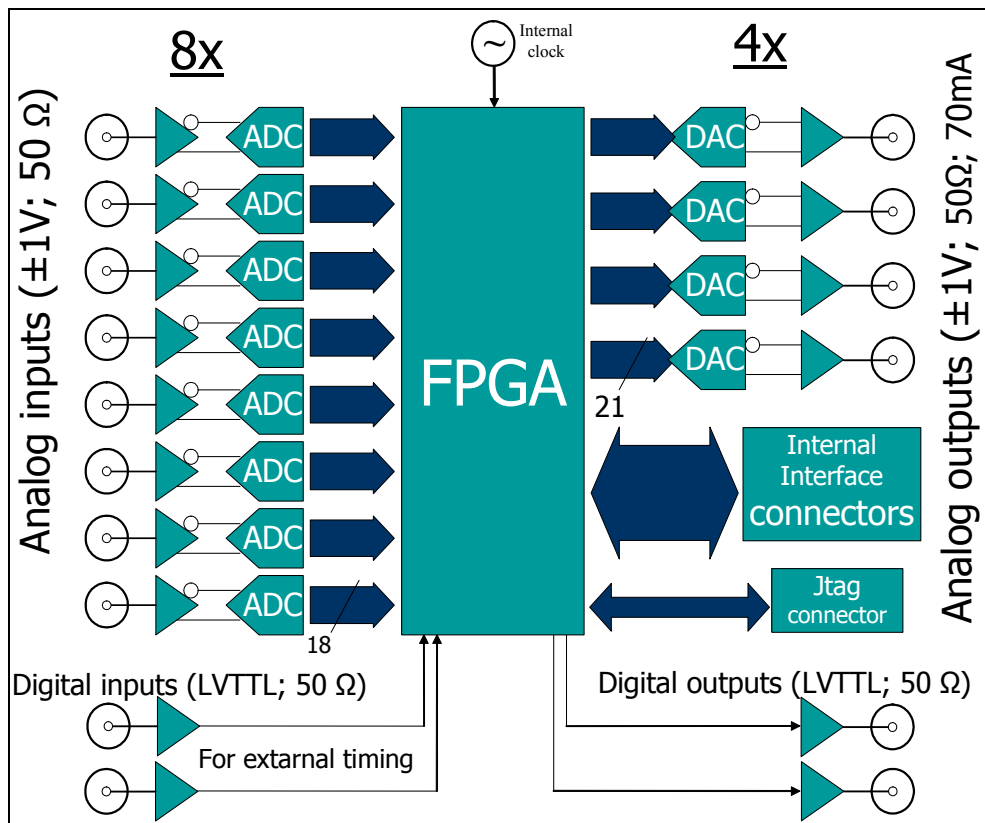 Internal
clock
8x
4x
Analog inputs (±1V; 50 Ω)
ADC
ADC
ADC
ADC
ADC
ADC
ADC
ADC
18
FPGA
DAC
DAC
DAC
DAC
21
Internal
Interface
connectors
Jtag
connector
Analog outputs (±1V; 50Ω; 70mA
Digital inputs (LVTTL; 50 Ω)
For extarnal timing
Digital outputs (LVTTL; 50 Ω)